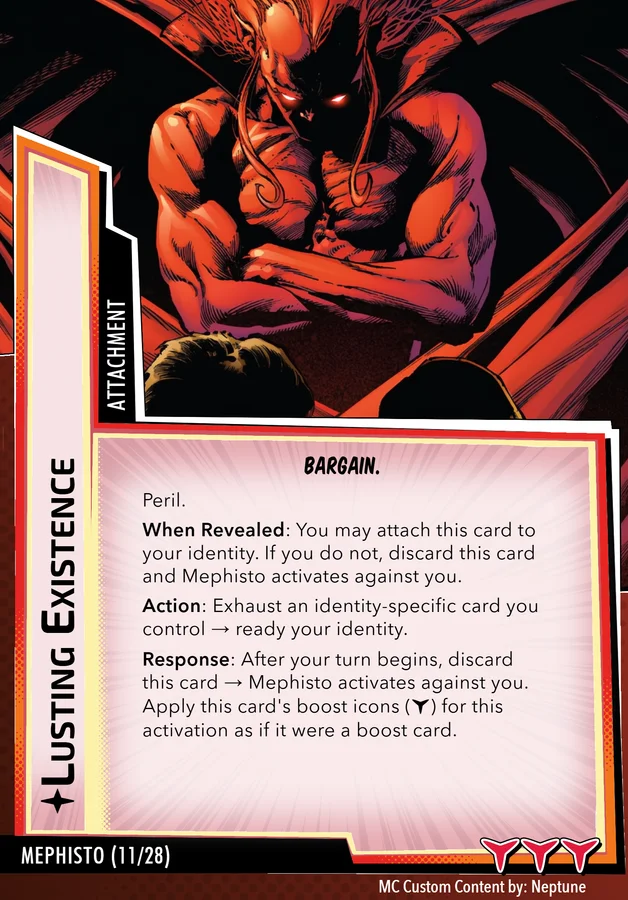 ATTACHMENT
✦LUSTING EXISTENCE
BARGAIN.
Peril.
When Revealed: You may attach this card to
your identity. If you do not, discard this card
and Mephisto activates against you.
Action: Exhaust an identity-specific card you
control → ready your identity.
Response: After your turn begins, discard
this card → Mephisto activates against you.
Apply this card's boost icons () for this
activation as if it were a boost card.
MEPHISTO (11/28)
MC Custom Content by: Neptune